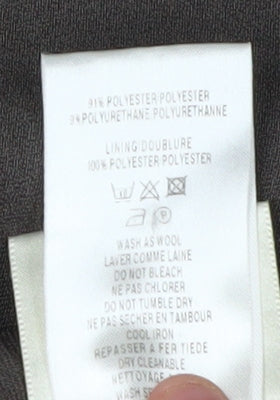 91% POLYESTER/POLYESTER
9% POLYURETHANE POLYURETHANNE
LINING DOUBLURE
100% POLYESTER POLYESTER
P
WASH AS WOOL
LAVER COMME LAINE
DO NOT BLEACH
NE PAS CHLORER
DO NOT TUMBLE DRY
NE PAS SECHER EN TAMBOUR
COOL IRON
REPASSER A FER TIEDE
DRY CLEANABLE
NETTOYAGE
WASH